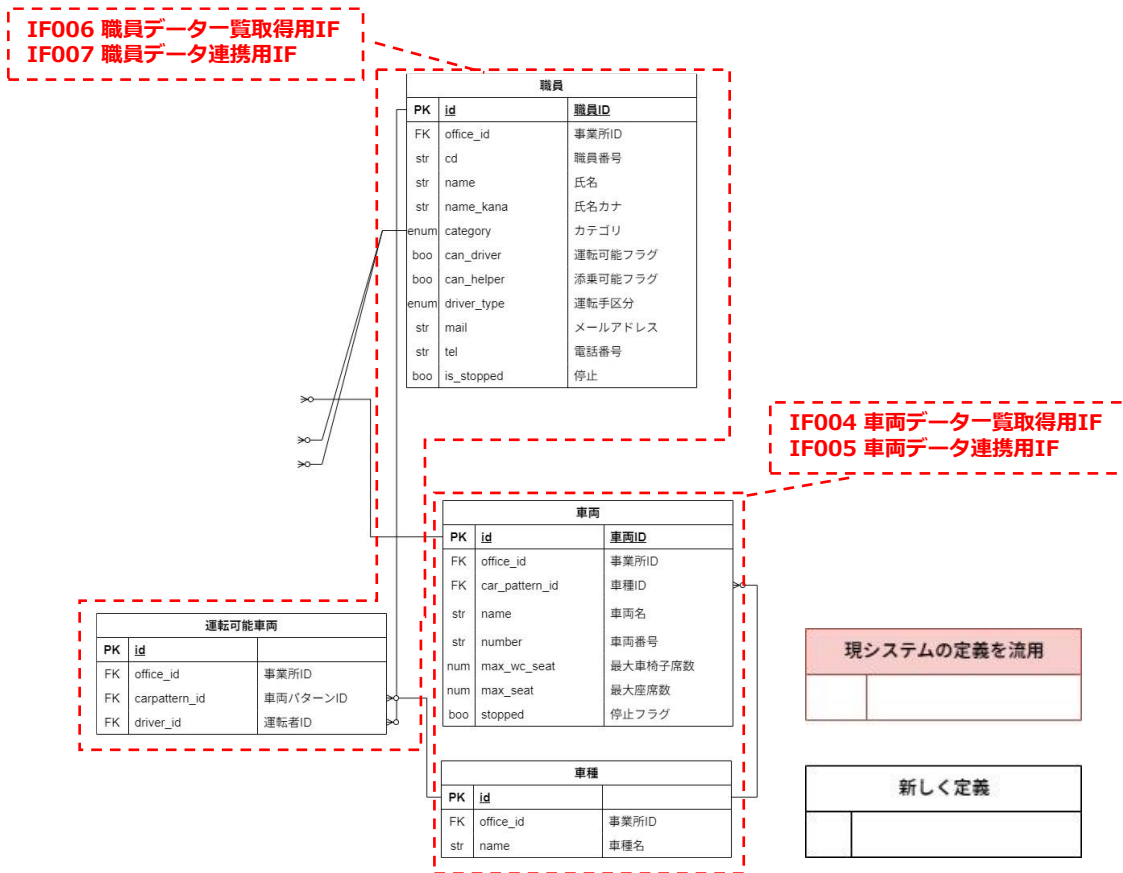 IF006 職員データ一覧取得用IF
IF007 職員データ連携用IF
職員
PK id 職員ID
FK office_id 事業所ID
str cd 職員番号
str name 氏名
str name_kana 氏名カナ
enum category カテゴリ
boo can_driver 運転可能フラグ
boo can_helper 添乗可能フラグ
enum driver_type 運転手区分
str mail メールアドレス
str tel 電話番号
boo is_stopped 停止
IF004 車両データ一覧取得用IF
IF005 車両データ連携用IF
車両
PK id 車両ID
FK office_id 事業所ID
FK car_pattern_id 車種ID
str name 車両名
str number 車両番号
num max_wc_seat 最大車椅子席数
num max_seat 最大座席数
boo stopped 停止フラグ
運転可能車両
PK id
FK office_id 事業所ID
FK carpattern_id 車両パターンID
FK driver_id 運転者ID
車種
PK id
FK office_id 事業所ID
str name 車種名
現システムの定義を流用
新しく定義